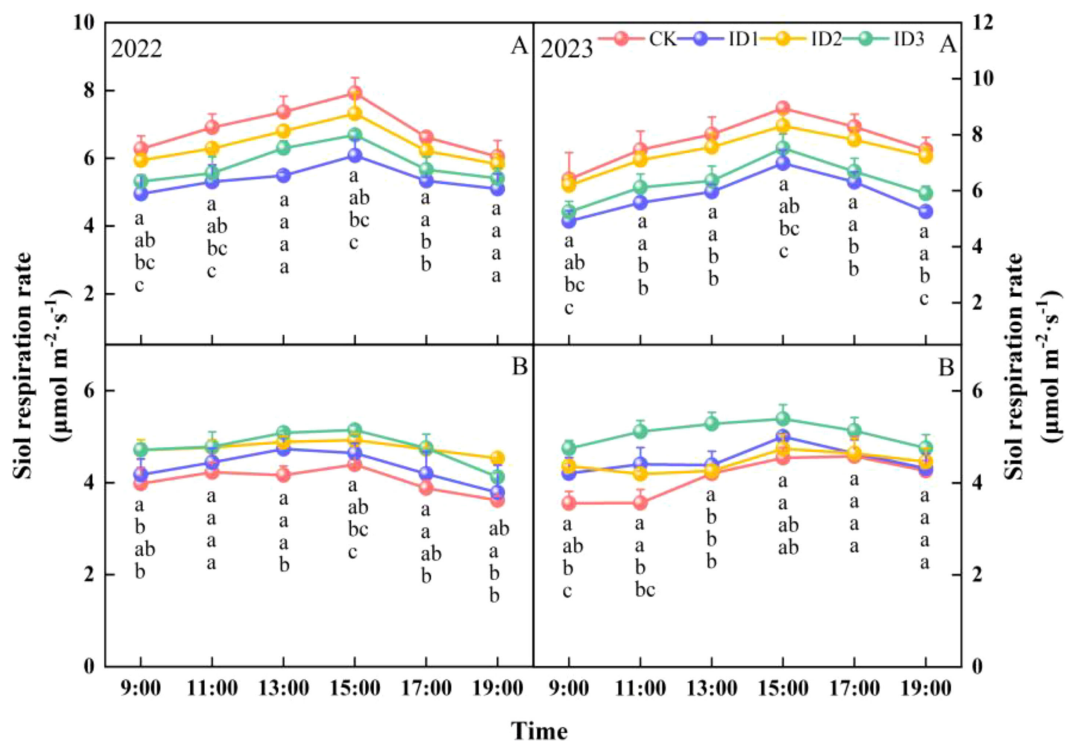 2022
A
10
8
6
4
2
a a a a a a
ab ab a ab a a
bc bc a bc b a
c c a c b a
2023
CK ID1 ID2 ID3
A
12
10
8
6
4
2
a a a a a a
ab a a ab a a
bc b b bc b b
c b b c b c
B
6
4
2
0
a a a a a ab
b a a ab a a
ab a a bc ab b
b a b c b b
B
6
4
2
0
a a a a a a
ab a b a a a
b b b ab a a
c bc b ab a a
9:00 11:00 13:00 15:00 17:00 19:00
9:00 11:00 13:00 15:00 17:00 19:00
Time
Siol respiration rate
(μmol m⁻²·s⁻¹)
Siol respiration rate
(μmol m⁻²·s⁻¹)